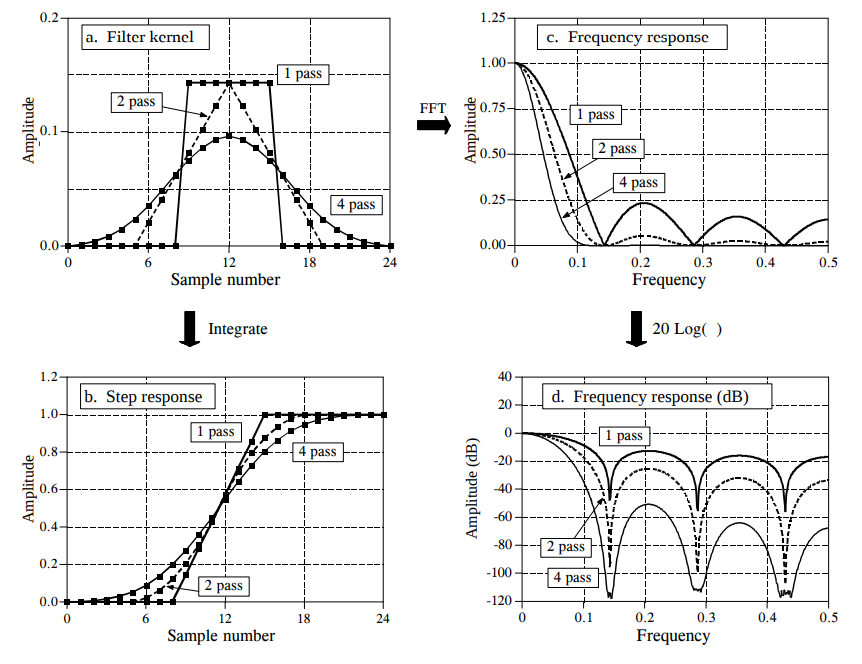 a. Filter kernel
0.2
0.1
0.0
Amplitude
1 pass
2 pass
4 pass
0 6 12 18 24
Sample number
FFT
c. Frequency response
1.25
1.00
0.75
0.50
0.25
0.00
Amplitude
1 pass
2 pass
4 pass
0 0.1 0.2 0.3 0.4 0.5
Frequency
Integrate
20 Log( )
b. Step response
1.2
1.0
0.8
0.6
0.4
0.2
0.0
Amplitude
1 pass
4 pass
2 pass
0 6 12 18 24
Sample number
d. Frequency response (dB)
40
20
0
-20
-40
-60
-80
-100
-120
Amplitude (dB)
1 pass
2 pass
4 pass
0 0.1 0.2 0.3 0.4 0.5
Frequency